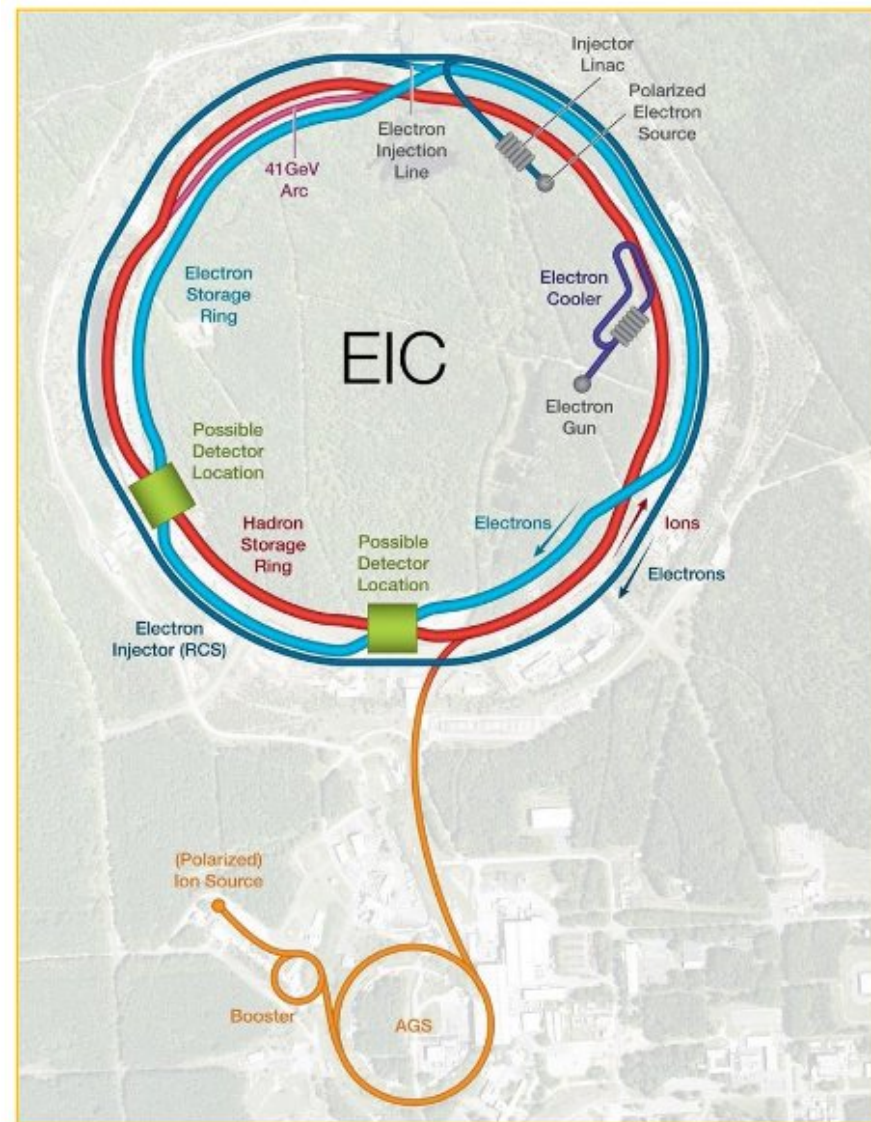 Injector
Linac
Polarized
Electron
Source
Electron
Injection
Line
41GeV
Arc
Electron
Storage
Ring
Electron
Cooler
EIC
Electron
Gun
Possible
Detector
Location
Hadron
Storage
Ring
Possible
Detector
Location
Electrons
Ions
Electrons
Electron
Injector (RCS)
(Polarized)
Ion Source
Booster
AGS